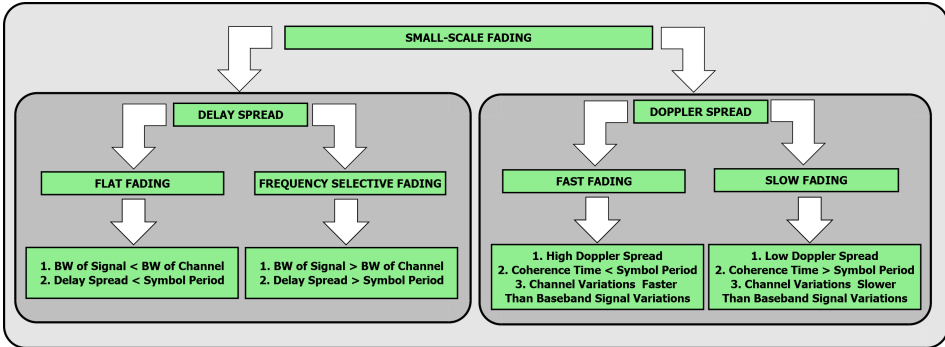 SMALL-SCALE FADING
DELAY SPREAD
FLAT FADING
FREQUENCY SELECTIVE FADING
1. BW of Signal < BW of Channel
2. Delay Spread < Symbol Period
1. BW of Signal > BW of Channel
2. Delay Spread > Symbol Period
DOPPLER SPREAD
FAST FADING
SLOW FADING
1. High Doppler Spread
2. Coherence Time < Symbol Period
3. Channel Variations Faster
Than Baseband Signal Variations
1. Low Doppler Spread
2. Coherence Time > Symbol Period
3. Channel Variations Slower
Than Baseband Signal Variations